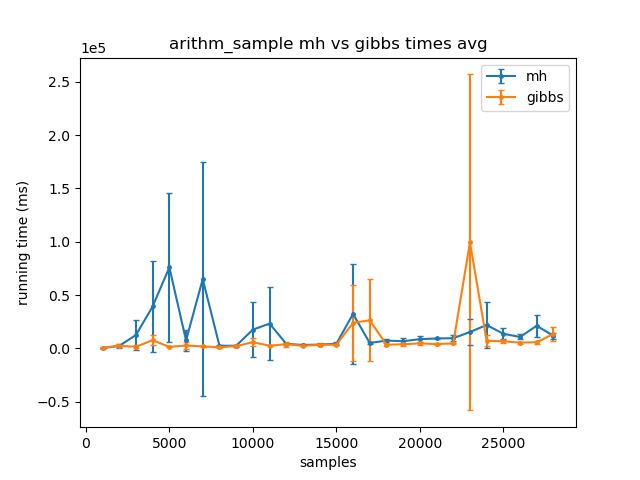 arithm_sample mh vs gibbs times avg
1e5
mh
gibbs
2.5
2.0
1.5
1.0
0.5
0.0
−0.5
running time (ms)
0
5000
10000
15000
20000
25000
samples